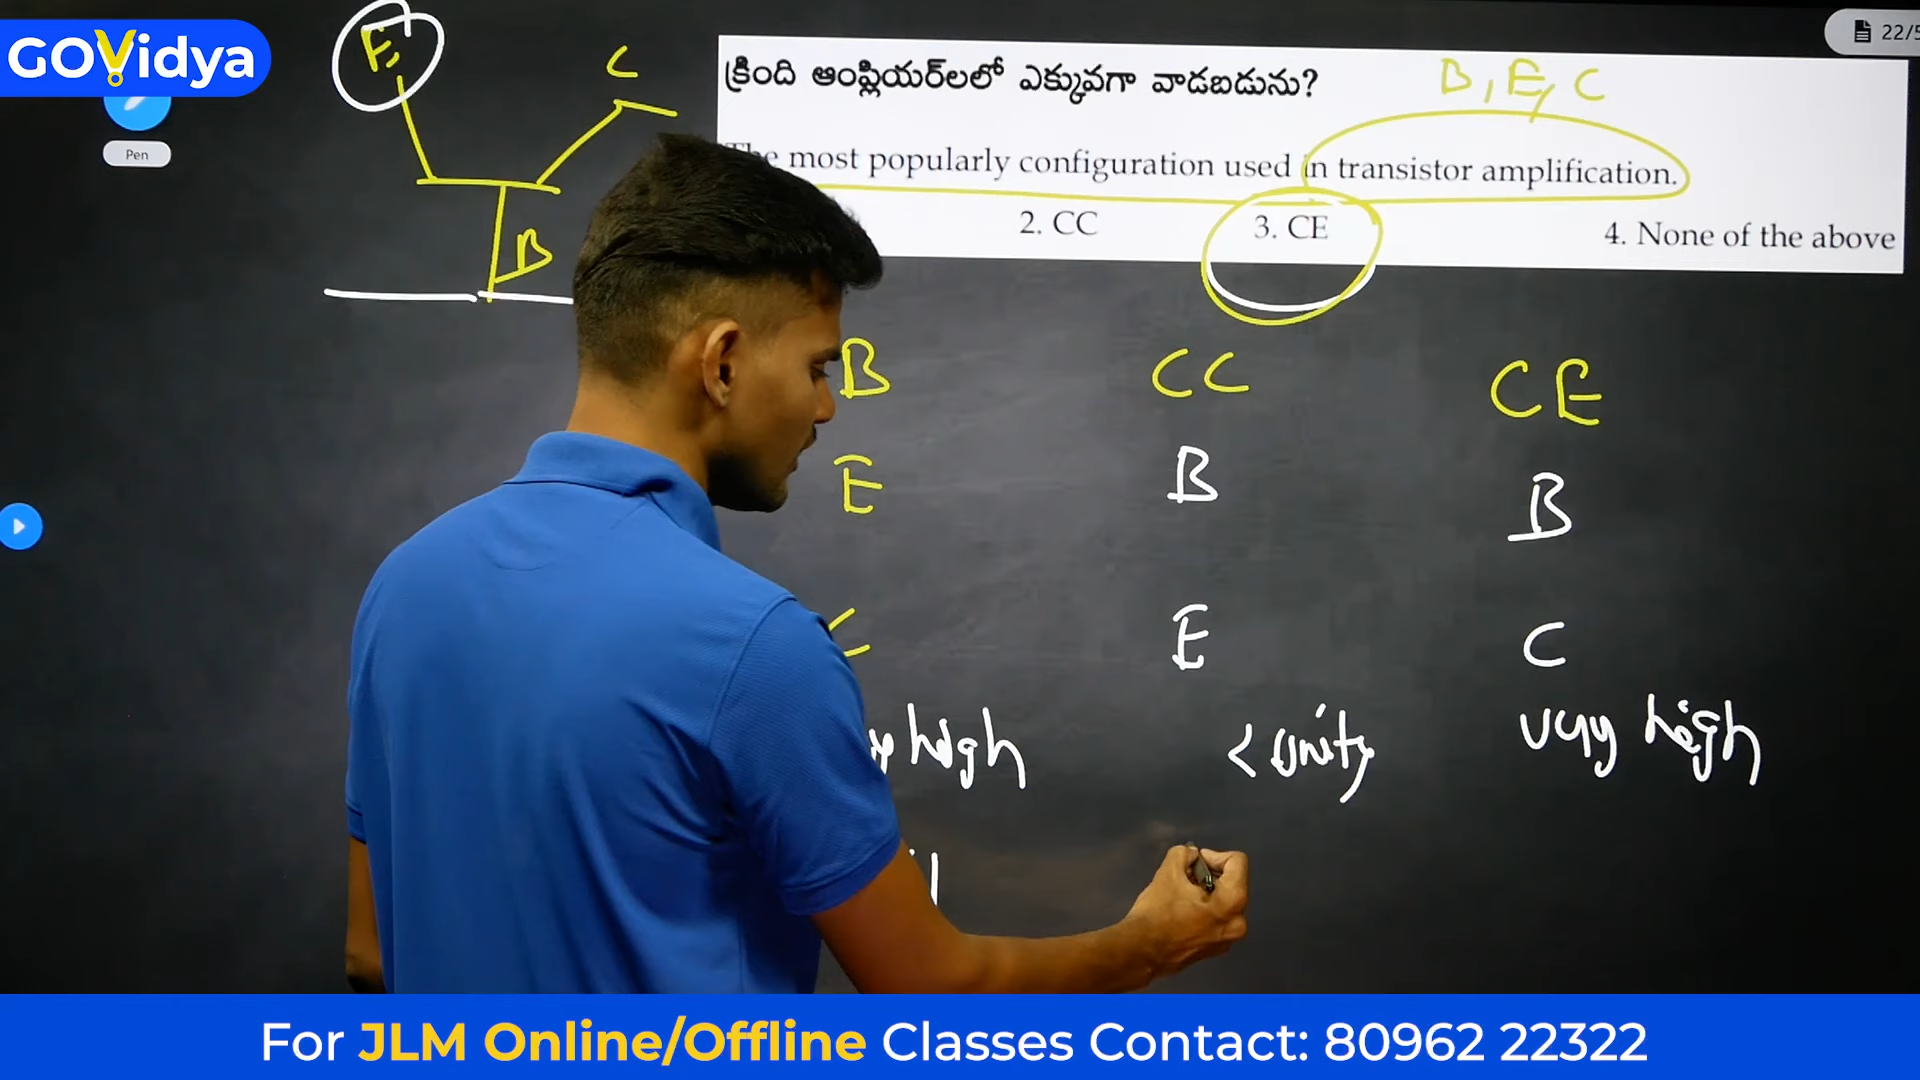 GOVidya
Pen
22/5
E,
C
B
క్రింది ఆంప్లియర్‌లలో ఎక్కువగా వాడబడును?
B, E, C
The most popularly configuration used in transistor amplification.
2. CC
3. CE
4. None of the above
B
CC
CE
E
B
B
C
E
C
high
< unity
very high
For JLM Online/Offline Classes Contact: 80962 22322